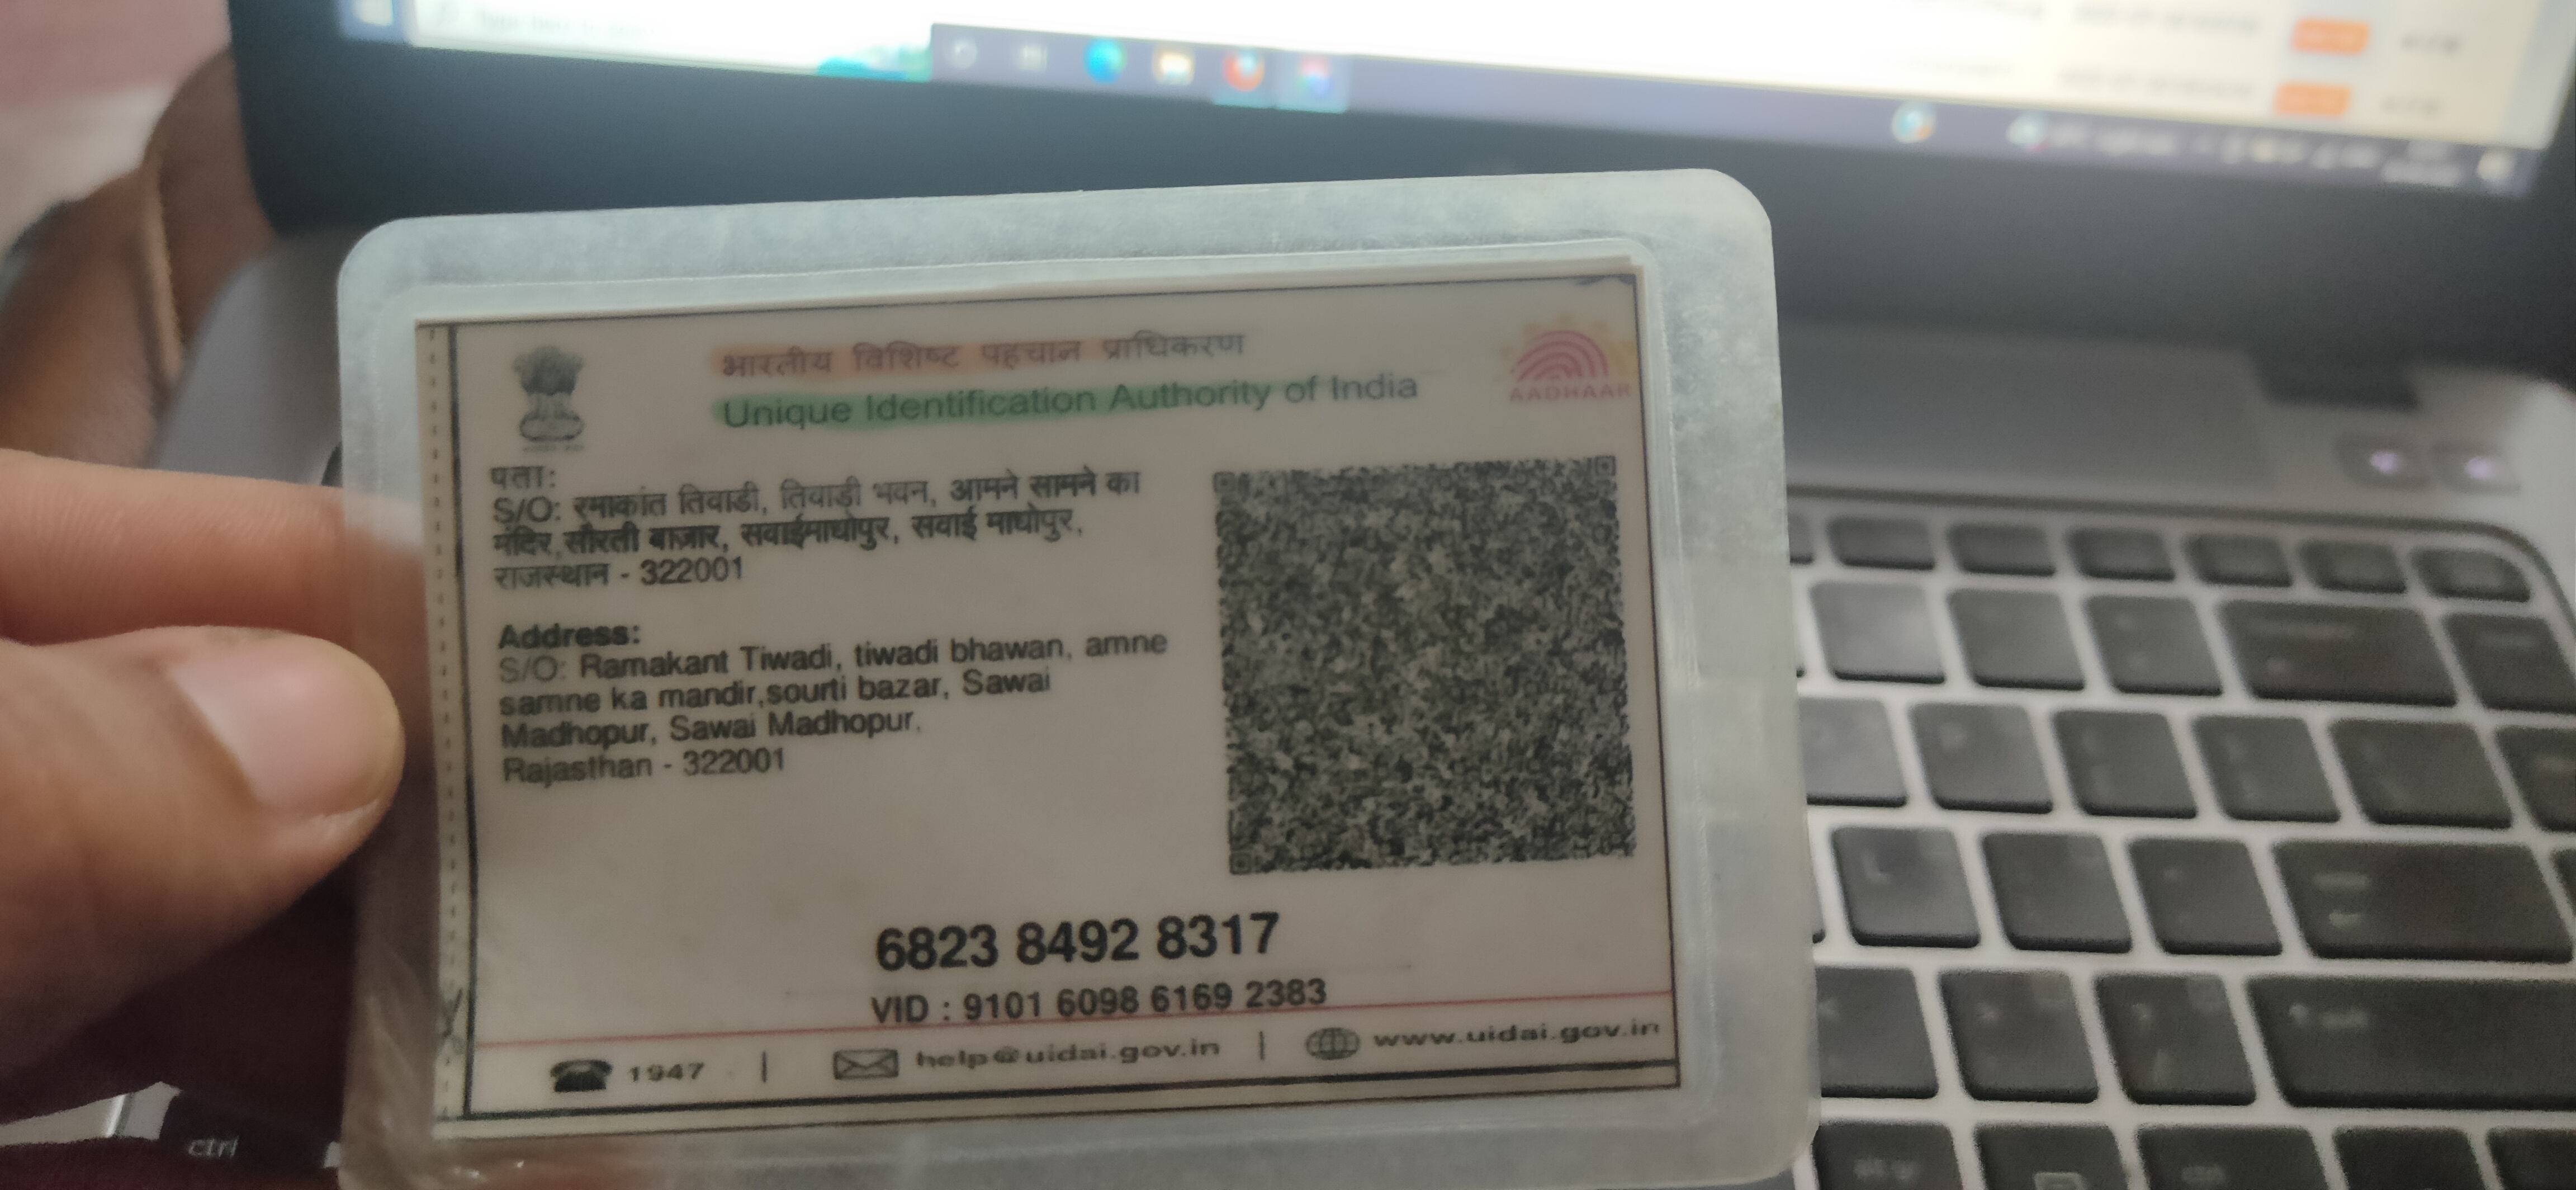 भारतीय विशिष्ट पहचान प्राधिकरण
Unique Identification Authority of India
AADHAAR
पता:
S/O: रमाकांत तिवाडी, तिवाडी भवन, आमने सामने का
मंदिर,सौरती बाज़ार, सवाईमाधोपुर, सवाई माधोपुर,
राजस्थान - 322001
Address:
S/O: Ramakant Tiwadi, tiwadi bhawan, amne
samne ka mandir,sourti bazar, Sawai
Madhopur, Sawai Madhopur,
Rajasthan - 322001
6823 8492 8317
VID : 9101 6098 6169 2383
1947 | help@uidai.gov.in | www.uidai.gov.in
ctrl